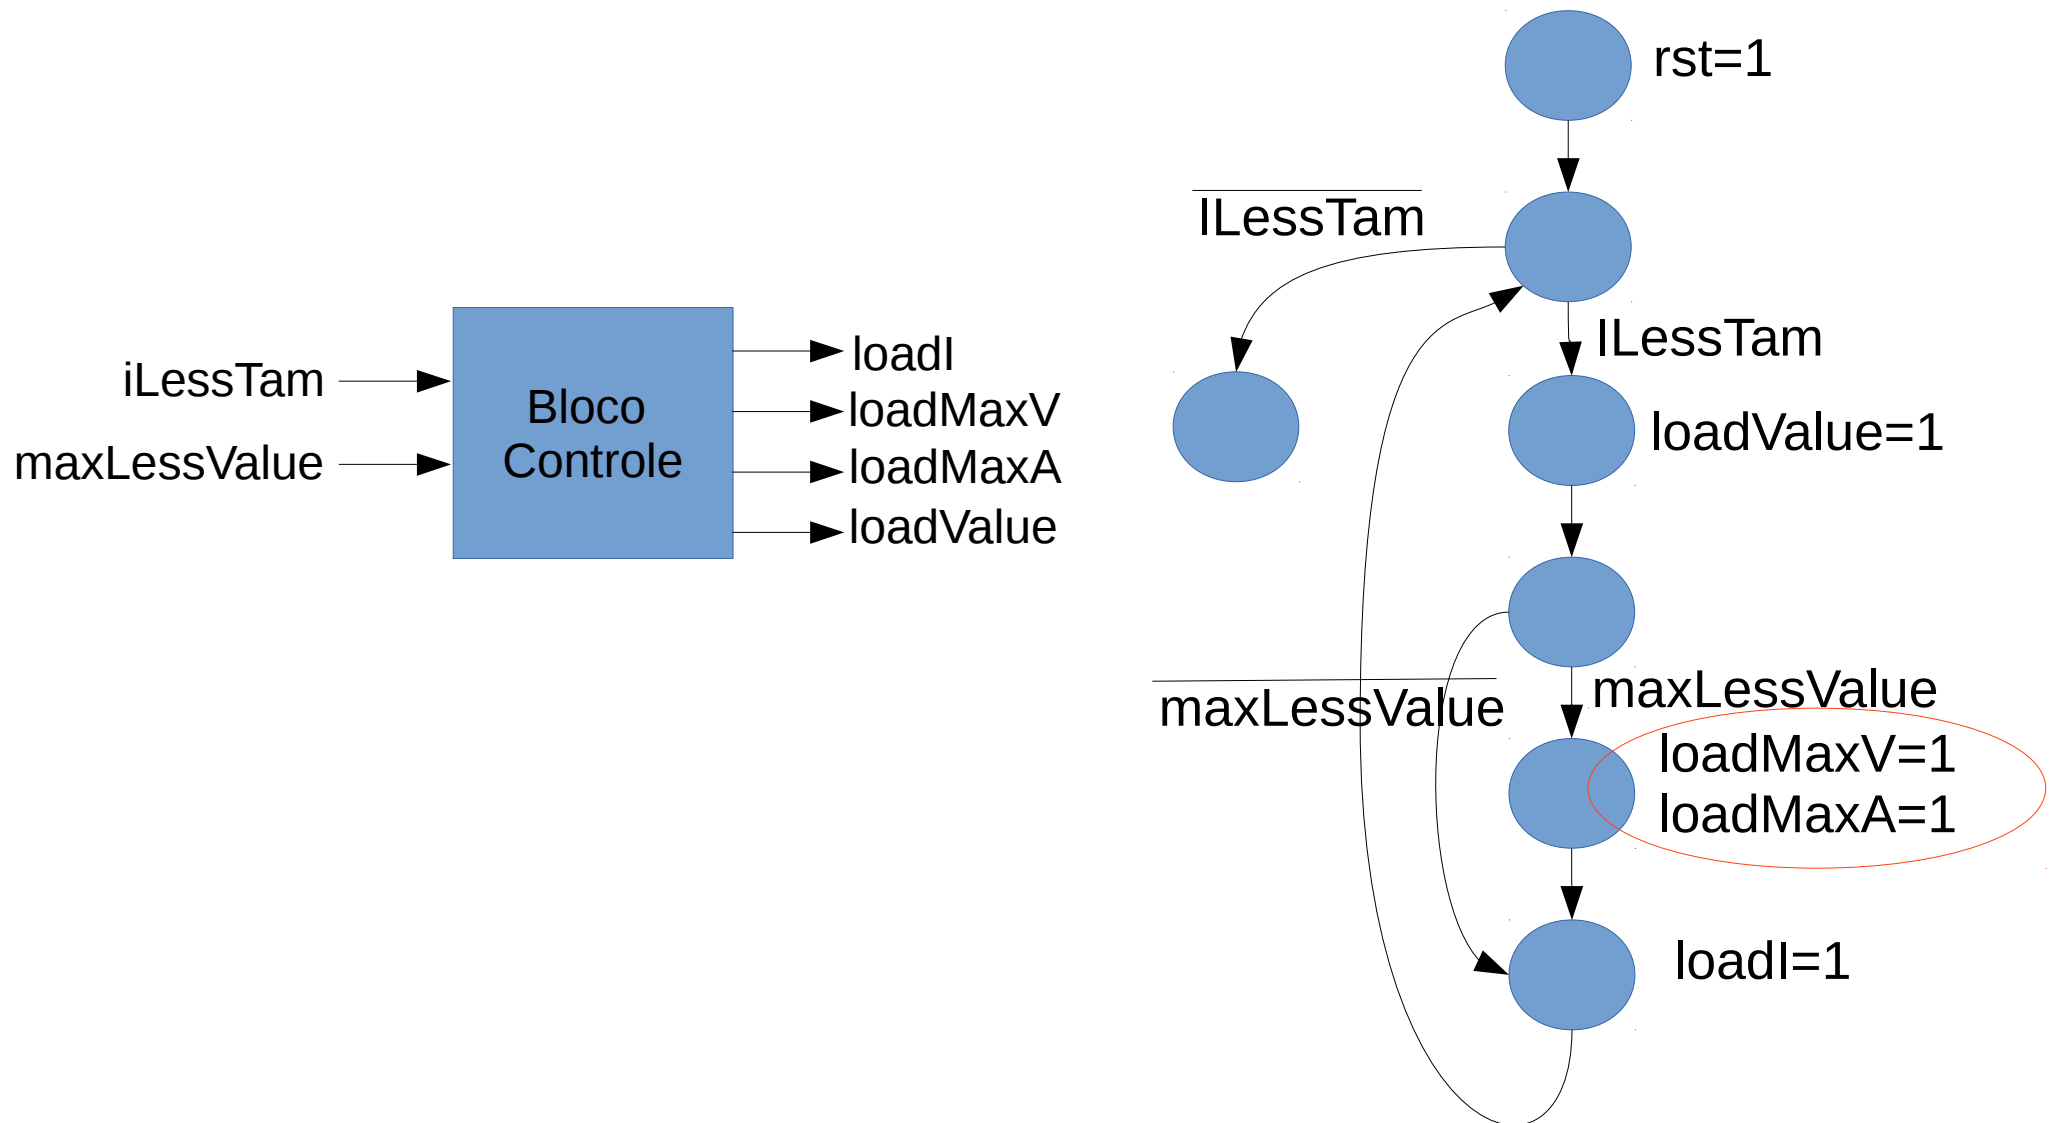 iLessTam
maxLessValue
Bloco
Controle
loadI
loadMaxV
loadMaxA
loadValue
rst=1
ILessTam
ILessTam
loadValue=1
maxLessValue
maxLessValue
loadMaxV=1
loadMaxA=1
loadI=1